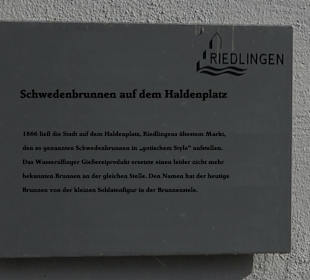 RIEDLINGEN
Schwedenbrunnen auf dem Haldenplatz
1866 ließ die Stadt auf dem Haldenplatz, Riedlingens ältestem Markt,
den so genannten Schwedenbrunnen in „gotischem Style" aufstellen.
Das Wasseralfinger Gießereiprodukt ersetzte einen leider nicht mehr
bekannten Brunnen an der gleichen Stelle. Den Namen hat der heutige
Brunnen von der kleinen Soldatenfigur in der Brunnensäule.